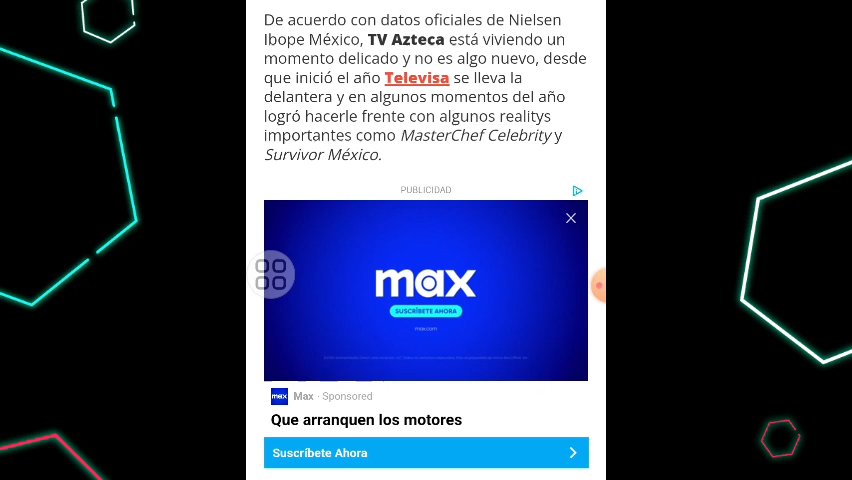 De acuerdo con datos oficiales de Nielsen
Ibope México, TV Azteca está viviendo un
momento delicado y no es algo nuevo, desde
que inició el año Televisa se lleva la
delantera y en algunos momentos del año
logró hacerle frente con algunos realitys
importantes como MasterChef Celebrity y
Survivor México.
PUBLICIDAD
max
SUSCRÍBETE AHORA
max.com
max
Max · Sponsored
Que arranquen los motores
Suscríbete Ahora